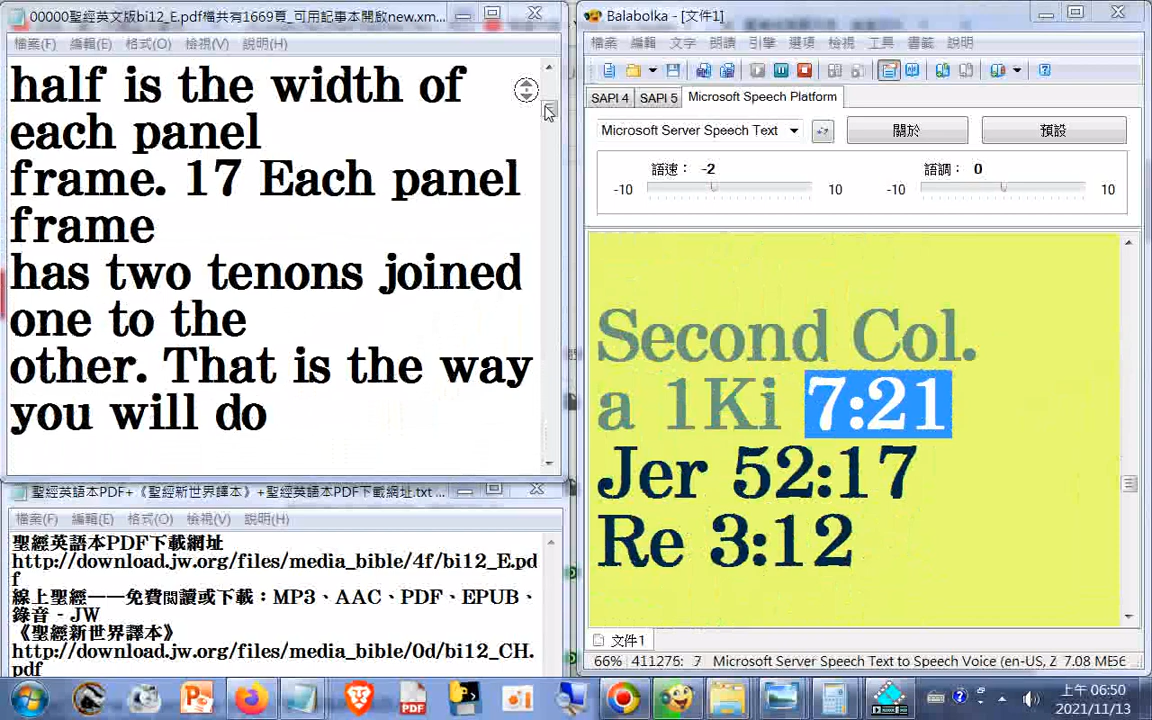 00000聖經英文版bi12_E.pdf檔共有1669頁_可用記事本開啟new.xm...
檔案(F) 編輯(E) 格式(O) 檢視(V) 說明(H)
half is the width of
each panel
frame. 17 Each panel
frame
has two tenons joined
one to the
other. That is the way
you will do
聖經英語本PDF+《聖經新世界譯本》+聖經英語本PDF下載網址.txt ...
檔案(F) 編輯(E) 格式(O) 檢視(V) 說明(H)
聖經英語本PDF下載網址
http://download.jw.org/files/media_bible/4f/bi12_E.pd
f
線上聖經——免費閱讀或下載：MP3、AAC、PDF、EPUB、
錄音 - JW
《聖經新世界譯本》
http://download.jw.org/files/media_bible/0d/bi12_CH.
pdf
Balabolka - [文件1]
檔案 編輯 文字 朗讀 引擎 選項 檢視 工具 書籤 說明
SAPI 4 SAPI 5 Microsoft Speech Platform
Microsoft Server Speech Text 關於 預設
語速： -2 語調： 0
-10 10 -10 10
Second Col.
a 1Ki 7:21
Jer 52:17
Re 3:12
文件1
66% 411275: 7 Microsoft Server Speech Text to Speech Voice (en-US, Z 7.08 ME56
PDF
上午 06:50
2021/11/13